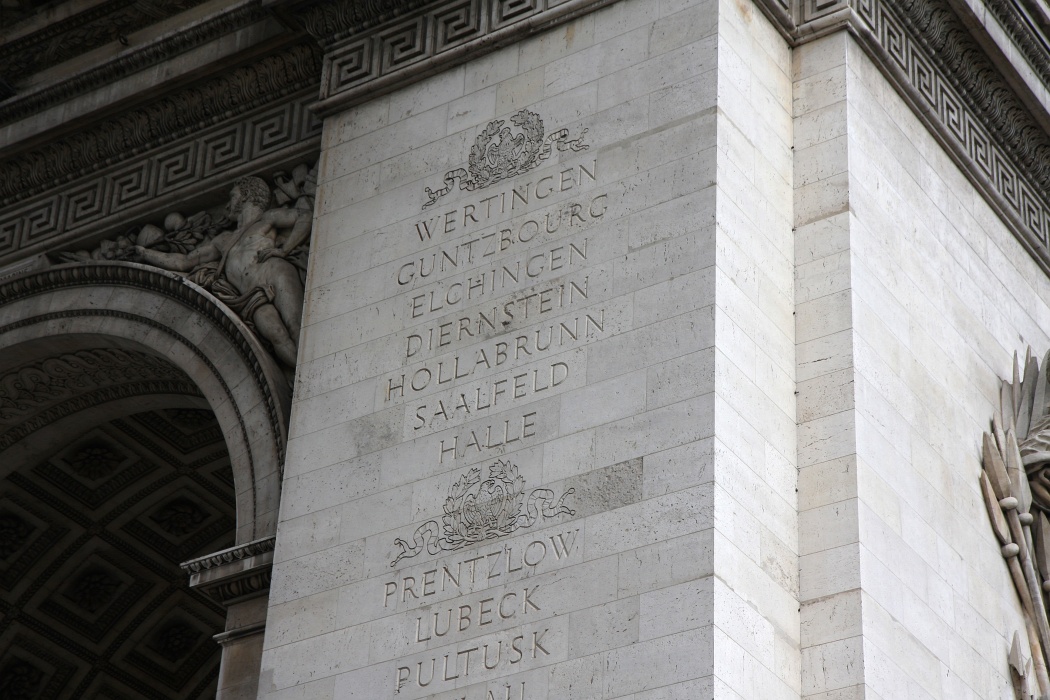 WERTINGEN
GUNTZBOURG
ELCHINGEN
DIERNSTEIN
HOLLABRUNN
SAALFELD
HALLE
PRENTZLOW
LUBECK
PULTUSK